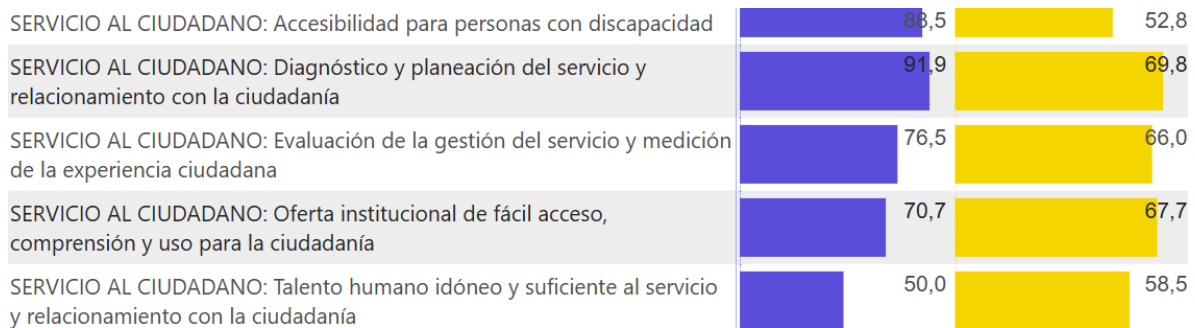 SERVICIO AL CIUDADANO: Accesibilidad para personas con discapacidad 88,5 52,8
SERVICIO AL CIUDADANO: Diagnóstico y planeación del servicio y 91,9 69,8
relacionamiento con la ciudadanía
SERVICIO AL CIUDADANO: Evaluación de la gestión del servicio y medición 76,5 66,0
de la experiencia ciudadana
SERVICIO AL CIUDADANO: Oferta institucional de fácil acceso, 70,7 67,7
comprensión y uso para la ciudadanía
SERVICIO AL CIUDADANO: Talento humano idóneo y suficiente al servicio 50,0 58,5
y relacionamiento con la ciudadanía